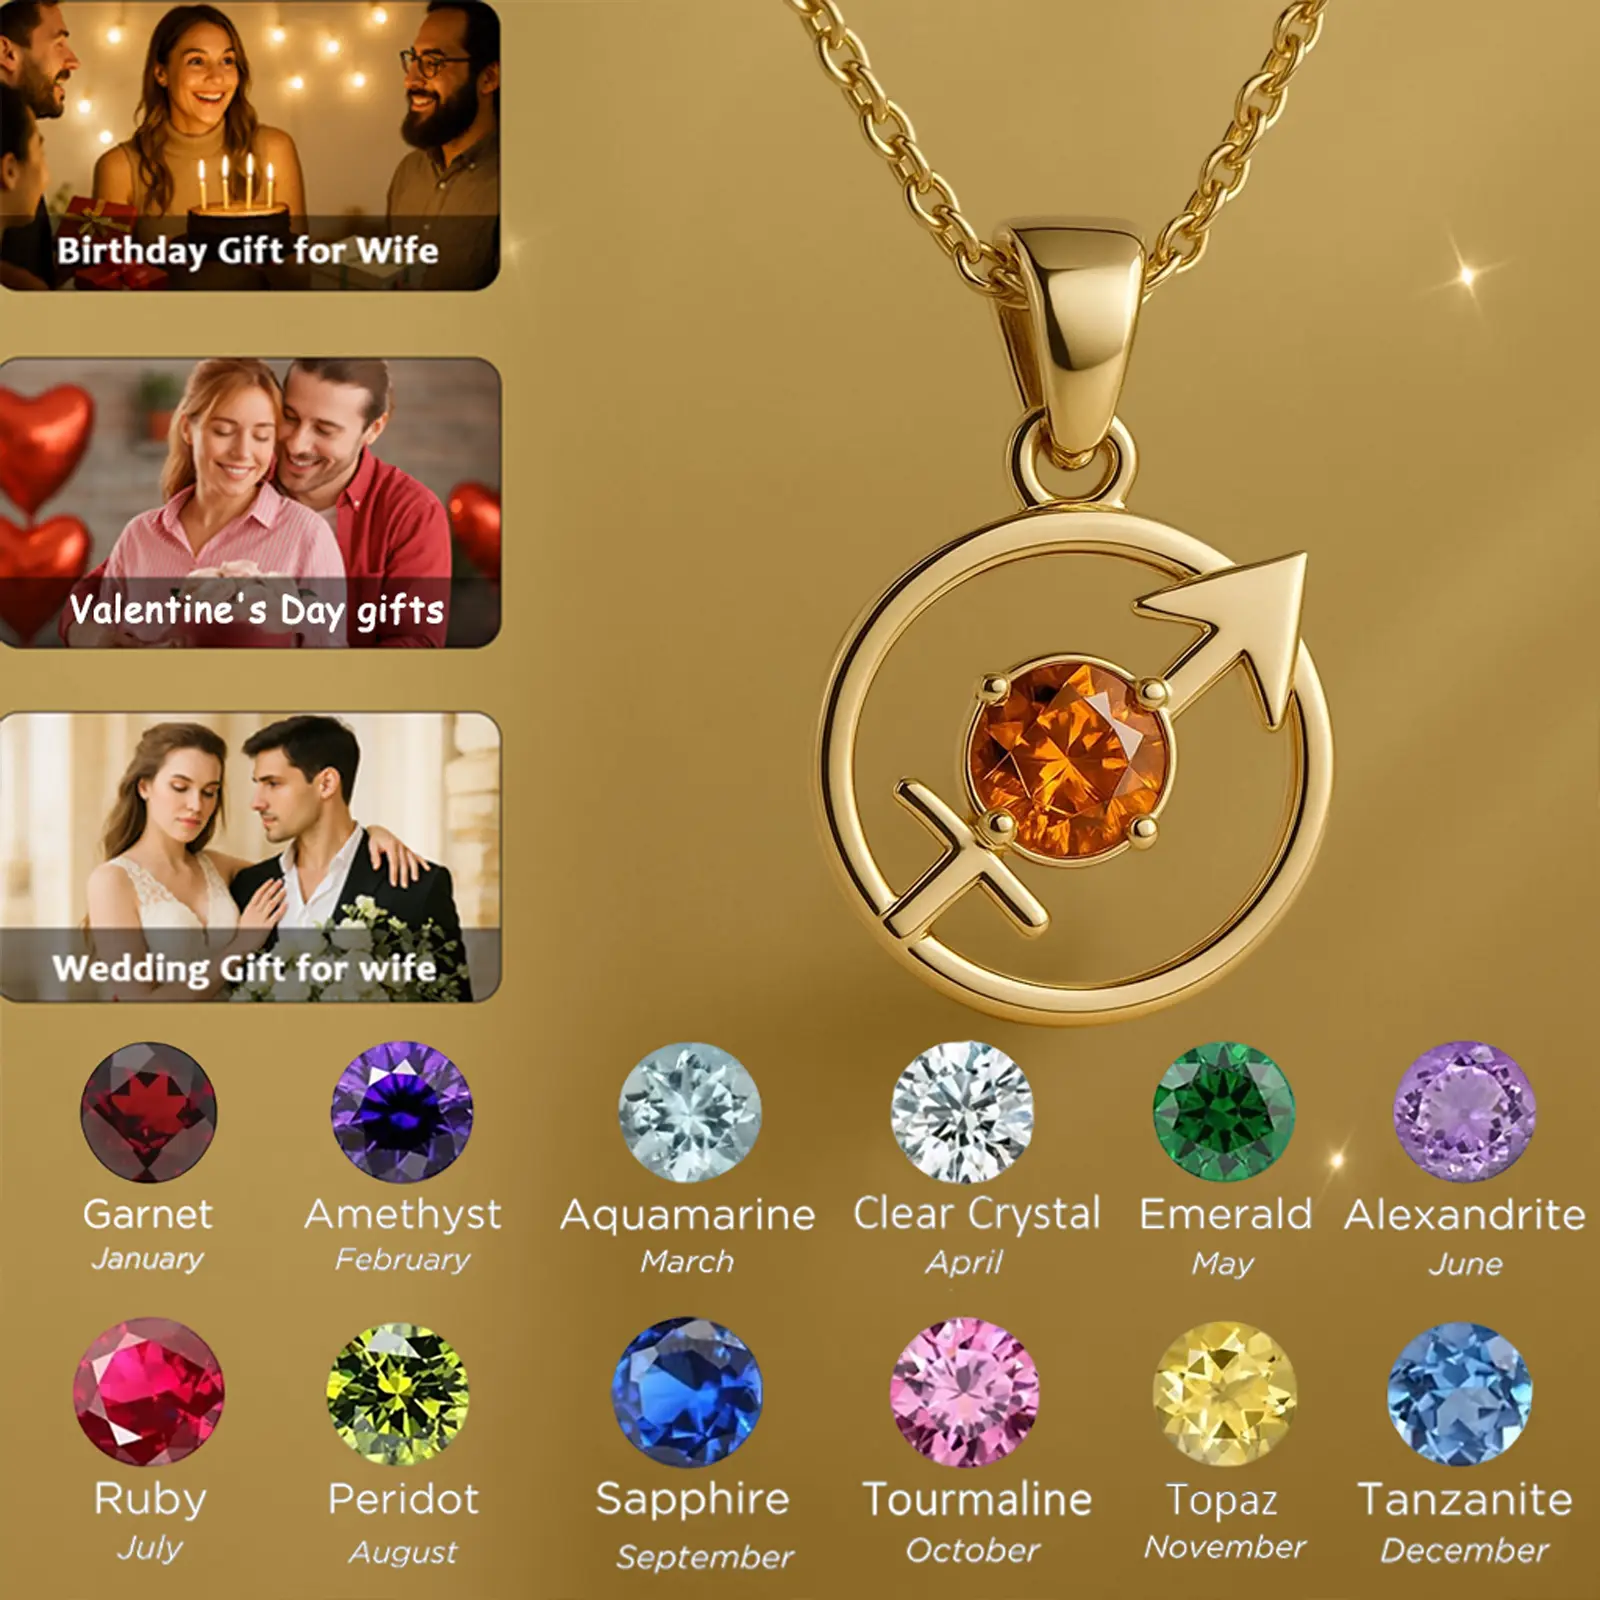 Birthday Gift for Wife
Valentine's Day gifts
Wedding Gift for wife
Garnet
January
Amethyst
February
Aquamarine
March
Clear Crystal
April
Emerald
May
Alexandrite
June
Ruby
July
Peridot
August
Sapphire
September
Tourmaline
October
Topaz
November
Tanzanite
December